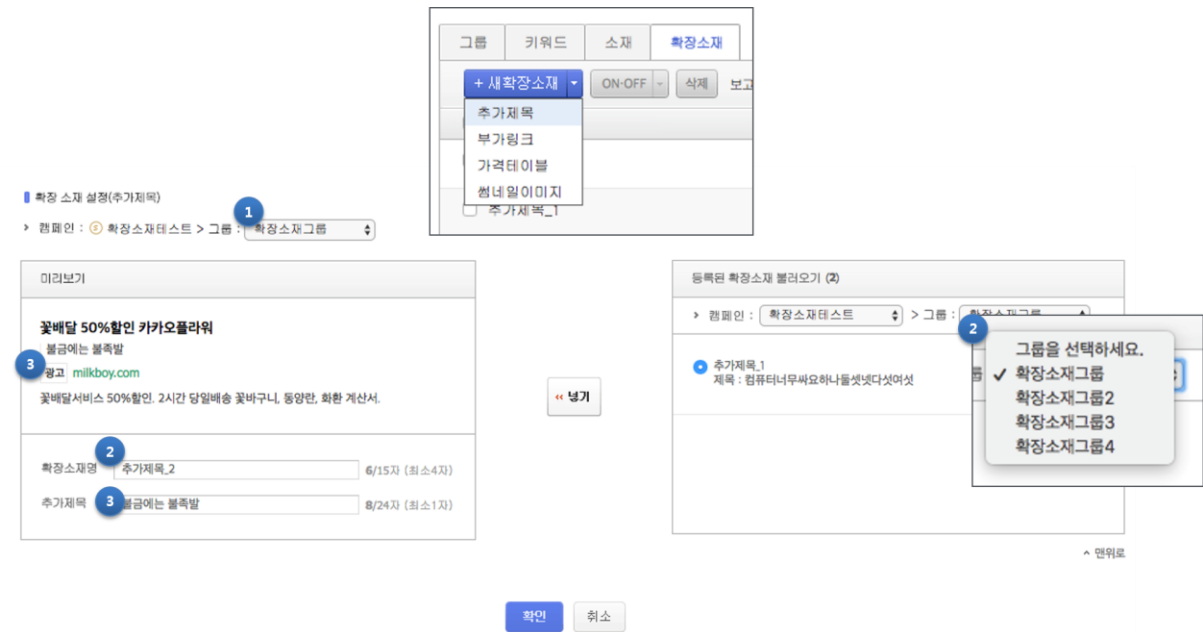 그룹 키워드 소재 확장소재
+ 새확장소재 ON·OFF 삭제 보고
추가제목
부가링크
가격테이블
썸네일이미지
추가제목_1
확장 소재 설정(추가제목)
1
> 캠페인 : 확장소재테스트 > 그룹 : 확장소재그룹
미리보기
꽃배달 50%할인 카카오플라워
불금에는 불족발
3
광고 milkboy.com
꽃배달서비스 50%할인. 2시간 당일배송 꽃바구니, 동양란, 화환 계산서.
2
확장소재명 추가제목_2 6/15자 (최소4자)
추가제목 3 불금에는 불족발 8/24자 (최소1자)
‹‹ 넣기
등록된 확장소재 불러오기 (2)
> 캠페인 : 확장소재테스트 > 그룹 : 확장소재그룹
추가제목_1
제목 : 컴퓨터너무싸요하나둘셋넷다섯여섯
2
그룹을 선택하세요.
룹 ✓ 확장소재그룹
확장소재그룹2
확장소재그룹3
확장소재그룹4
^ 맨위로
확인 취소